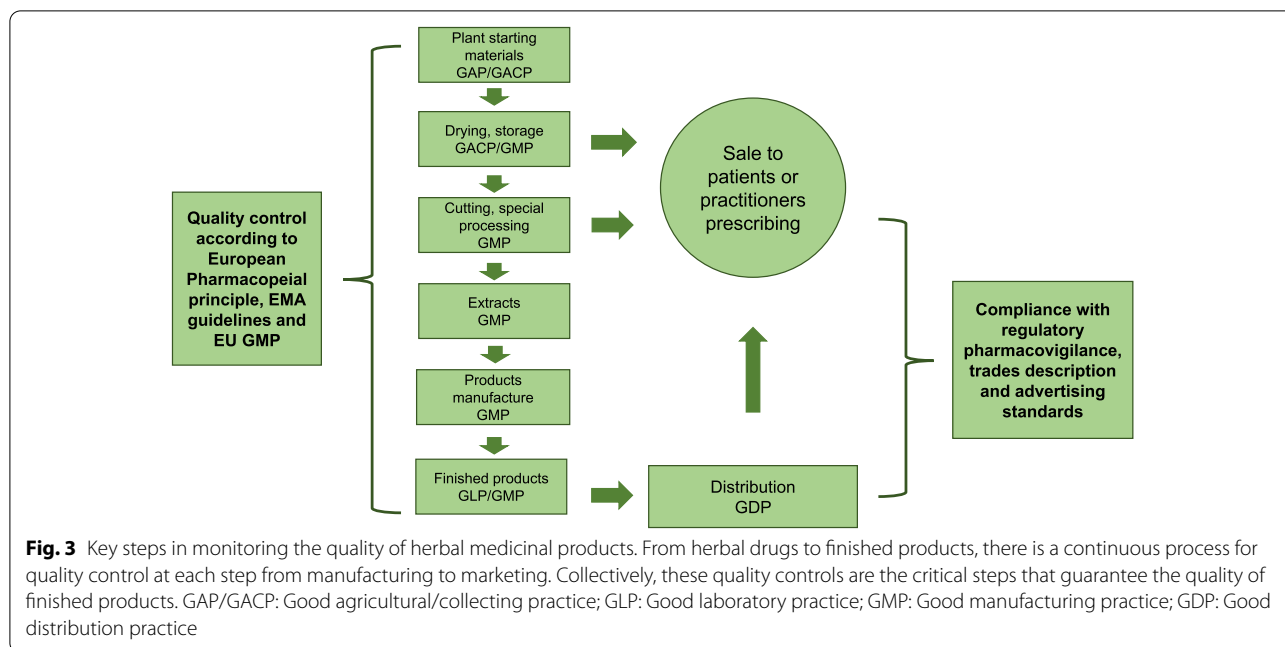 Plant starting
materials
GAP/GACP
Drying, storage
GACP/GMP
Cutting, special
processing
GMP
Extracts
GMP
Products
manufacture
GMP
Finished products
GLP/GMP
Quality control
according to
European
Pharmacopeial
principle, EMA
guidelines and
EU GMP
Sale to
patients or
practitioners
prescribing
Distribution
GDP
Compliance with
regulatory
pharmacovigilance,
trades description
and advertising
standards
Fig. 3 Key steps in monitoring the quality of herbal medicinal products. From herbal drugs to finished products, there is a continuous process for
quality control at each step from manufacturing to marketing. Collectively, these quality controls are the critical steps that guarantee the quality of
finished products. GAP/GACP: Good agricultural/collecting practice; GLP: Good laboratory practice; GMP: Good manufacturing practice; GDP: Good
distribution practice